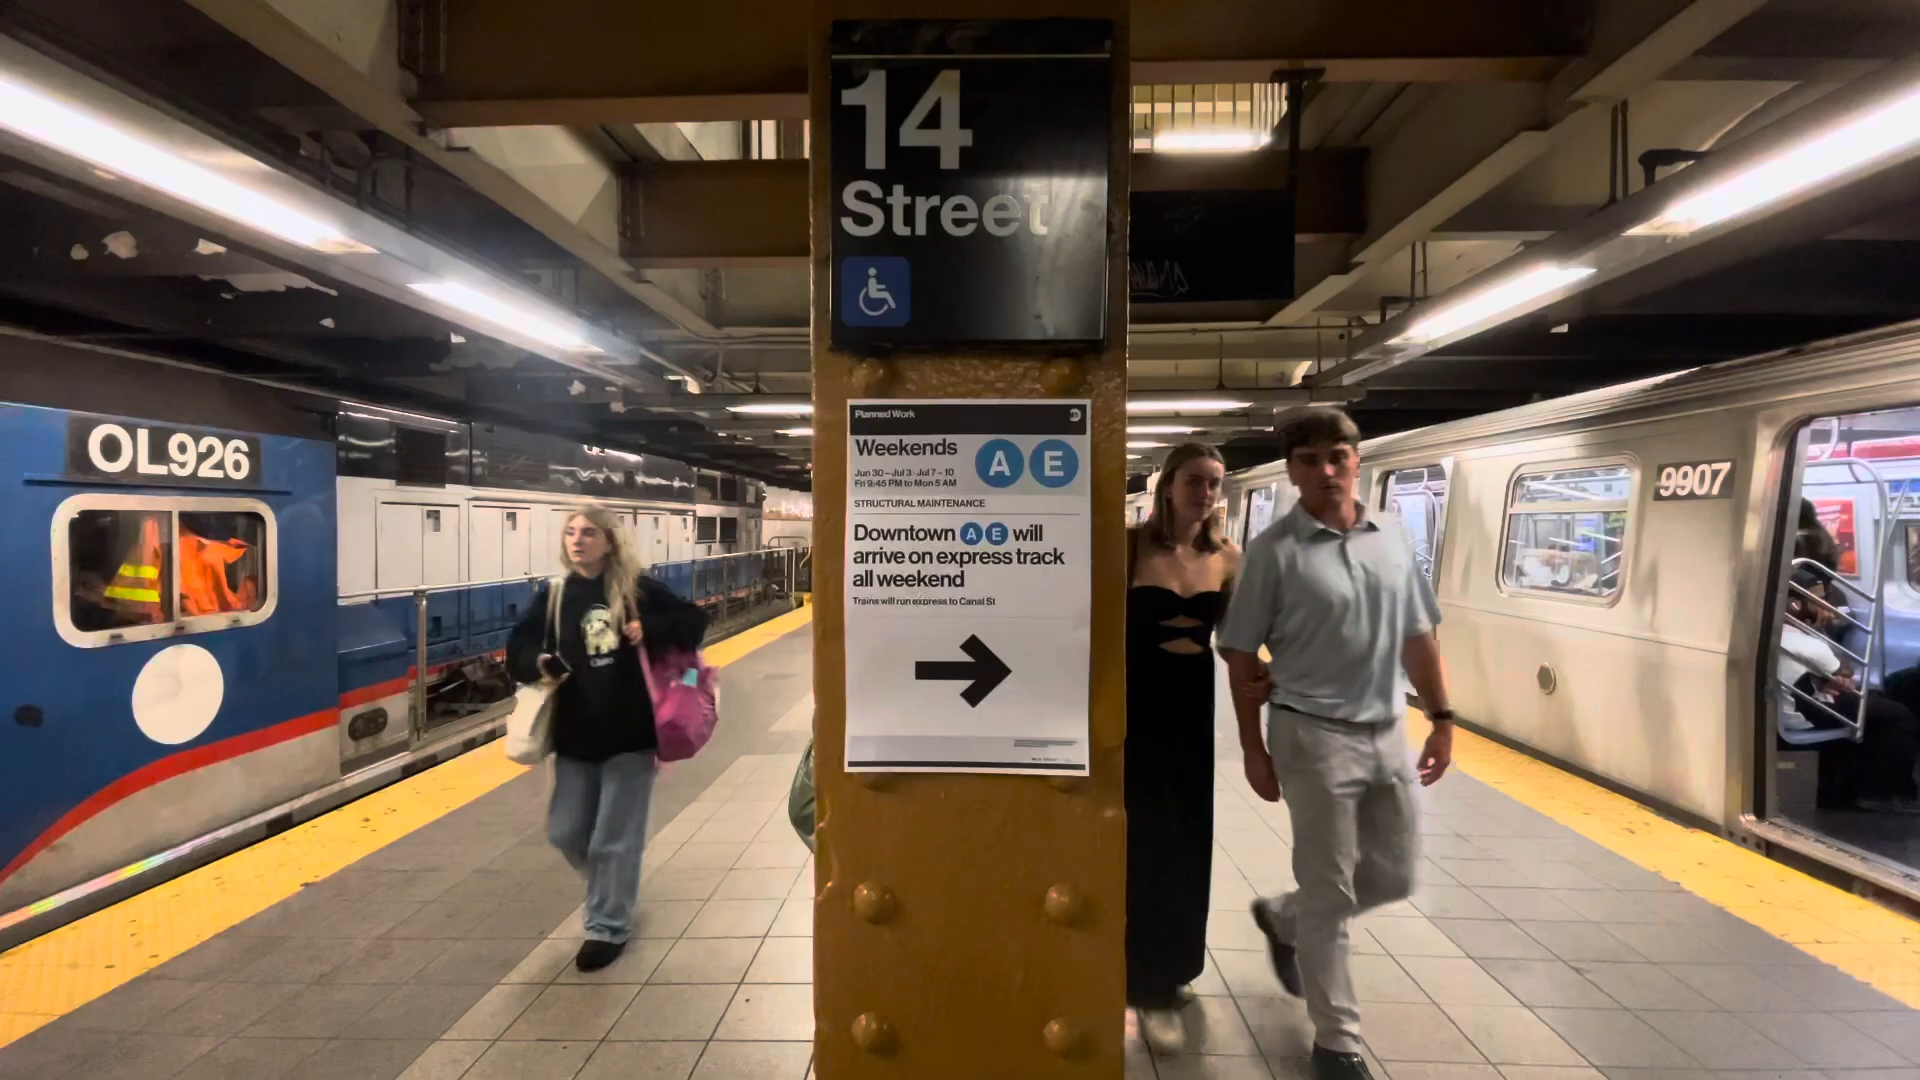 14
Street
Planned Work
Weekends
A E
Jun 30 – Jul 3 · Jul 7 – 10
Fri 9:45 PM to Mon 5 AM
STRUCTURAL MAINTENANCE
Downtown A E will
arrive on express track
all weekend
Trains will run express to Canal St
OL926
9907